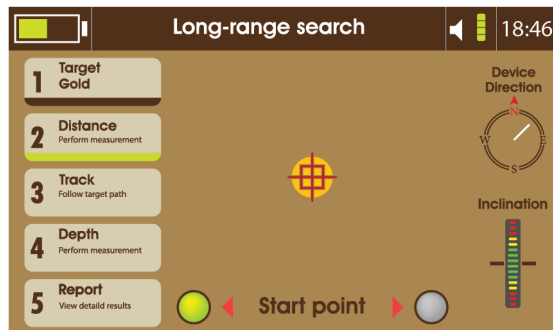 Long-range search
18:46
1
Target
Gold
2
Distance
Perform measurement
3
Track
Follow target path
4
Depth
Perform measurement
5
Report
View detaild results
Start point
Device
Direction
N
W
E
S
Inclination